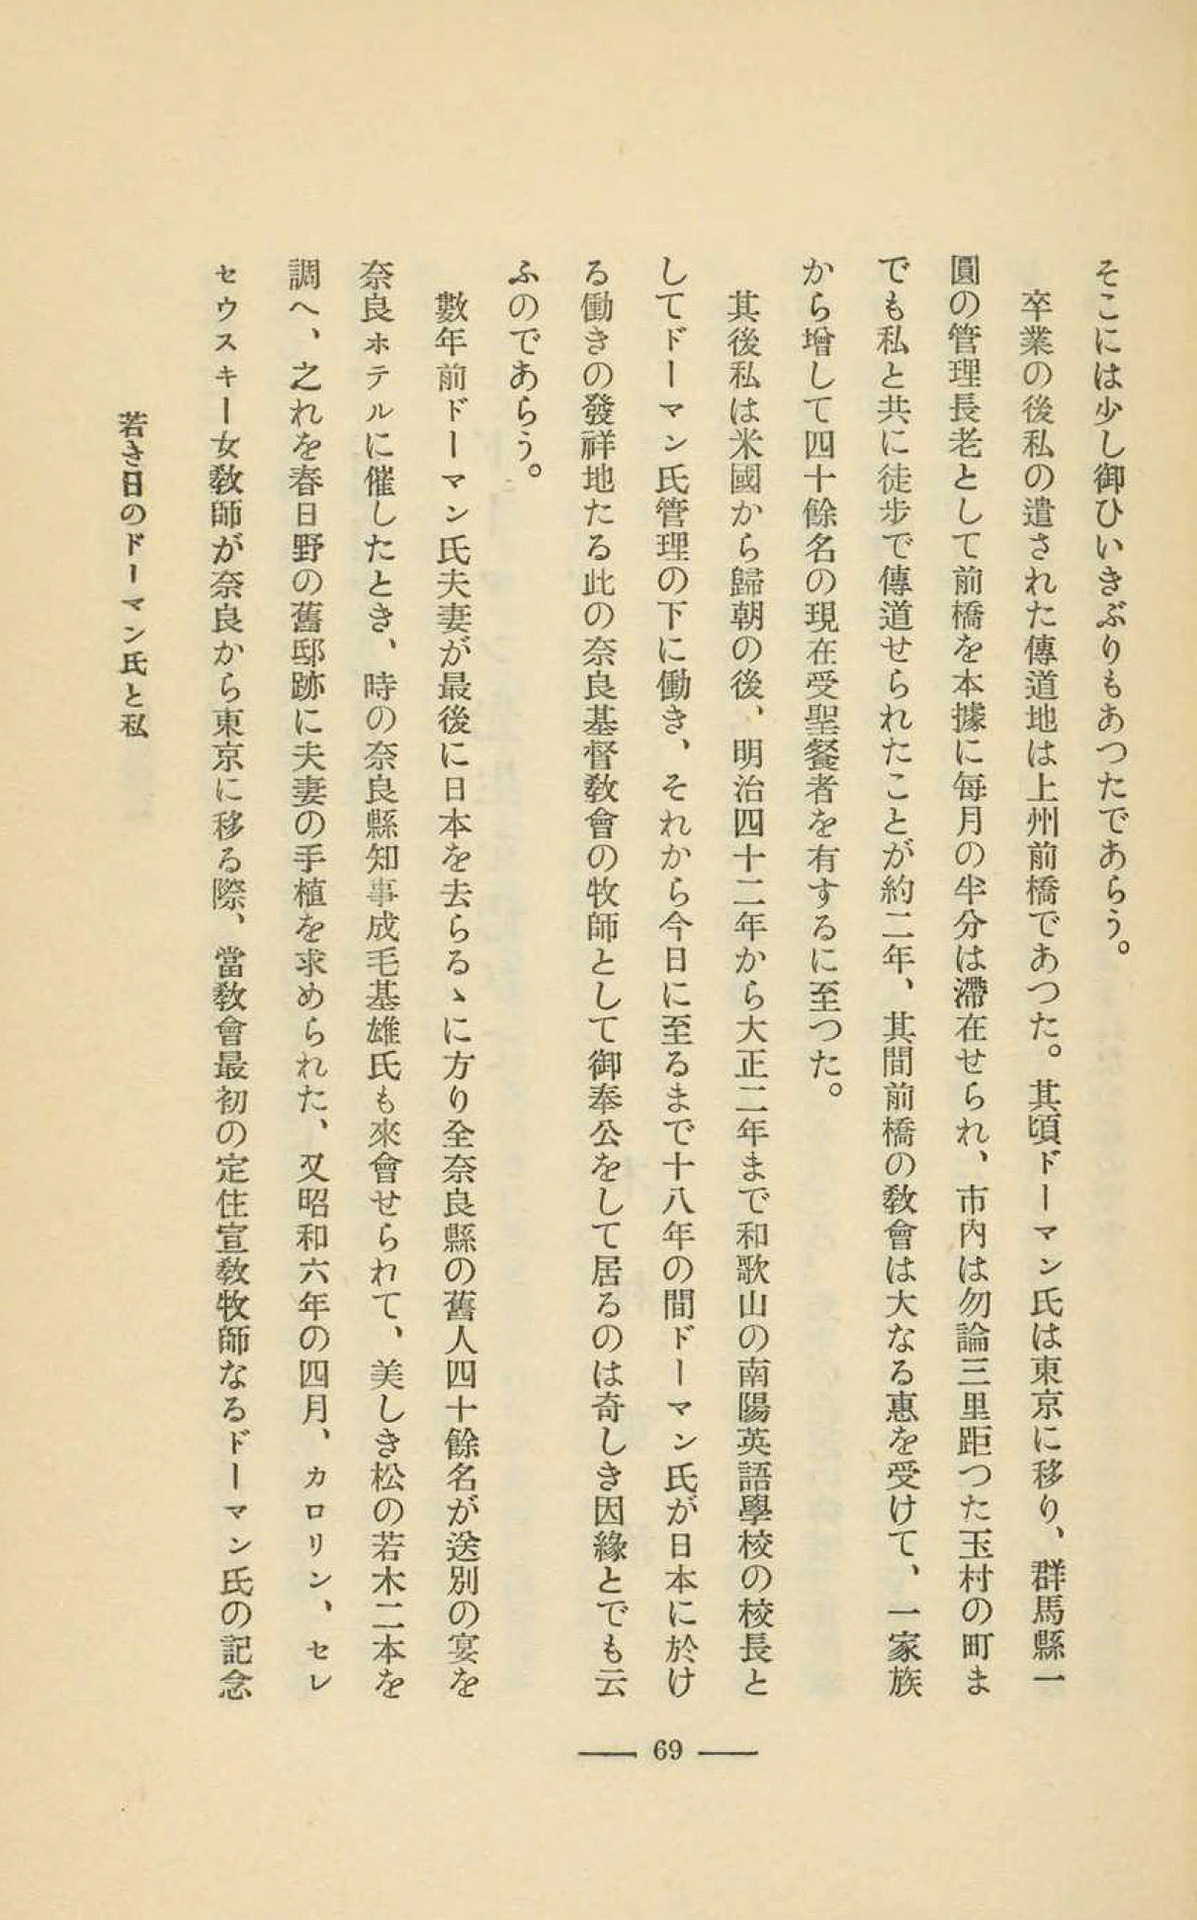 そこには少し御ひいきぶりもあつたであらう。
卒業の後私の遣された傳道地は上州前橋であつた。其頃ドーマン氏は東京に移り、群馬縣一
圓の管理長老として前橋を本據に每月の半分は滯在せられ、市內は勿論三里距つた玉村の町ま
でも私と共に徒步で傳道せられたことが約二年、其間前橋の敎會は大なる惠を受けて、一家族
から增して四十餘名の現在受聖餐者を有するに至つた。
其後私は米國から歸朝の後、明治四十二年から大正二年まで和歌山の南陽英語學校の校長と
してドーマン氏管理の下に働き、それから今日に至るまで十八年の間ドーマン氏が日本に於け
る働きの發祥地たる此の奈良基督敎會の牧師として御奉公をして居るのは奇しき因緣とでも云
ふのであらう。
數年前ドーマン氏夫妻が最後に日本を去らるゝに方り全奈良縣の舊人四十餘名が送別の宴を
奈良ホテルに催したとき、時の奈良縣知事成毛基雄氏も來會せられて、美しき松の若木二本を
調へ、之れを春日野の舊邸跡に夫妻の手植を求められた、又昭和六年の四月、カロリン、セレ
セウスキー女敎師が奈良から東京に移る際、當敎會最初の定住宣敎牧師なるドーマン氏の記念
若き日のドーマン氏と私
69